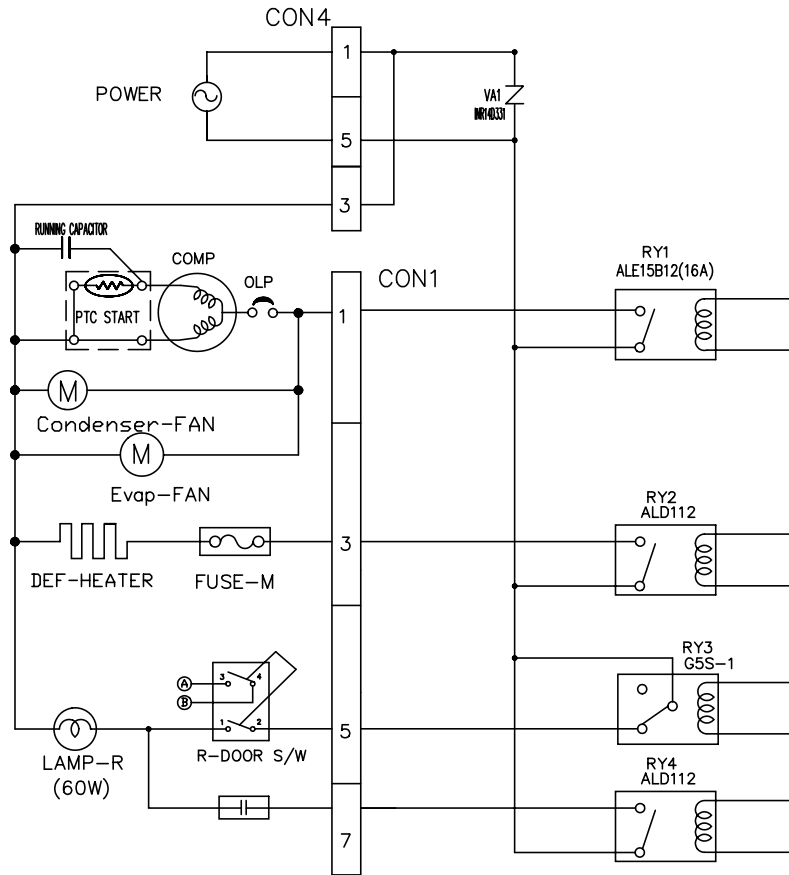 CON4
1
POWER
VA1
INR14D331
5
3
RUNNING CAPACITOR
COMP
OLP
PTC START
CON1
1
RY1
ALE15B12(16A)
M
Condenser-FAN
M
Evap-FAN
RY2
ALD112
3
DEF-HEATER
FUSE-M
RY3
G5S-1
A
3
4
B
1
2
5
R-DOOR S/W
LAMP-R
(60W)
RY4
ALD112
7